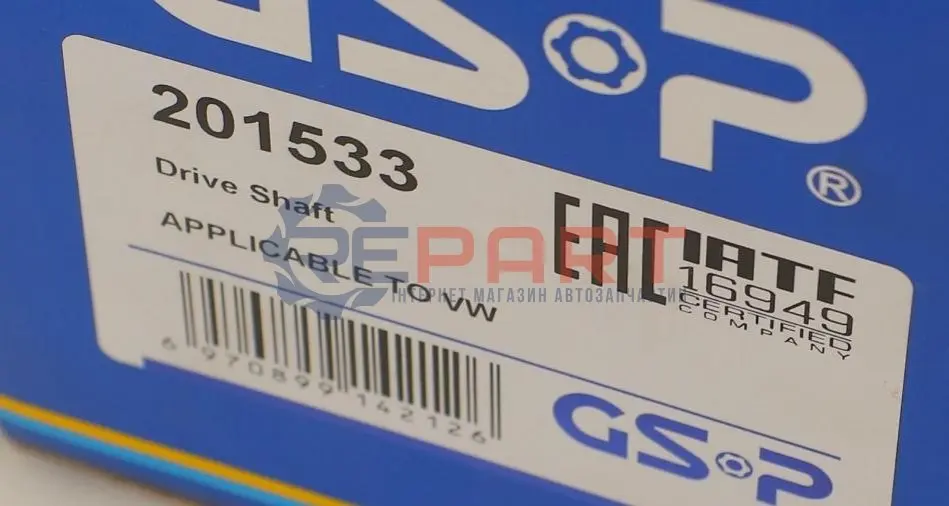 GSP®
201533
Drive Shaft
APPLICABLE TO VW
EAC
IATF
16949
CERTIFIED
COMPANY
REPART
ІНТЕРНЕТ МАГАЗИН АВТОЗАПЧАСТИН
6 970899 142126
GSP